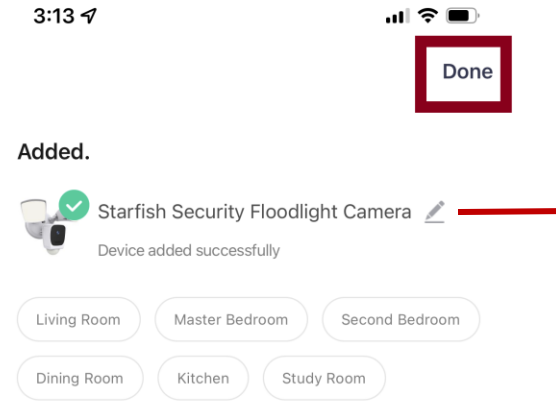 3:13
Done
Added.
Starfish Security Floodlight Camera
Device added successfully
Living Room Master Bedroom Second Bedroom
Dining Room Kitchen Study Room